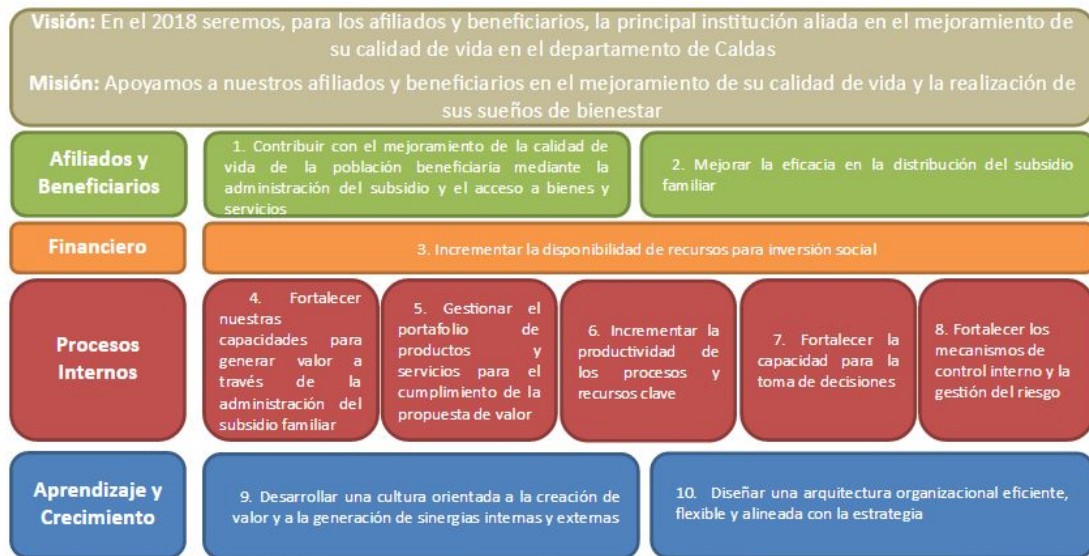 Visión: En el 2018 seremos, para los afiliados y beneficiarios, la principal institución aliada en el mejoramiento de
su calidad de vida en el departamento de Caldas
Misión: Apoyamos a nuestros afiliados y beneficiarios en el mejoramiento de su calidad de vida y la realización de
sus sueños de bienestar
Afiliados y
Beneficiarios
1. Contribuir con el mejoramiento de la calidad de
vida de la población beneficiaria mediante la
administración del subsidio y el acceso a bienes y
servicios
2. Mejorar la eficacia en la distribución del subsidio
familiar
Financiero
3. Incrementar la disponibilidad de recursos para inversión social
Procesos
Internos
4. Fortalecer
nuestras
capacidades para
generar valor a
través de la
administración del
subsidio familiar
5. Gestionar el
portafolio de
productos y
servicios para el
cumplimiento de la
propuesta de valor
6. Incrementar la
productividad de
los procesos y
recursos clave
7. Fortalecer la
capacidad para la
toma de decisiones
8. Fortalecer los
mecanismos de
control interno y la
gestión del riesgo
Aprendizaje y
Crecimiento
9. Desarrollar una cultura orientada a la creación de
valor y a la generación de sinergias internas y externas
10. Diseñar una arquitectura organizacional eficiente,
flexible y alineada con la estrategia